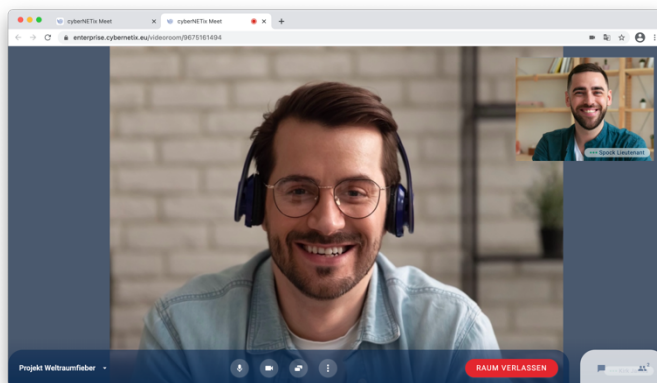 cyberNETix Meet
cyberNETix Meet
enterprise.cybernetix.eu/videoroom/9675161494
Spock Lieutenant
Projekt Weltraumfieber
RAUM VERLASSEN